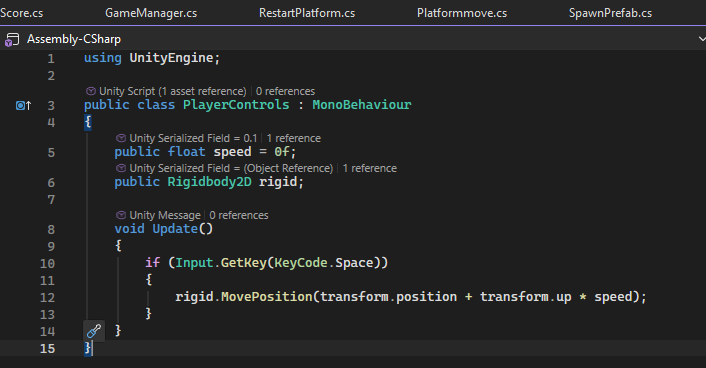 Score.cs GameManager.cs RestartPlatform.cs Platformmove.cs SpawnPrefab.cs
Assembly-CSharp
1 using UnityEngine;
2
Unity Script (1 asset reference) | 0 references
3 public class PlayerControls : MonoBehaviour
4 {
Unity Serialized Field = 0.1 | 1 reference
5 public float speed = 0f;
Unity Serialized Field = (Object Reference) | 1 reference
6 public Rigidbody2D rigid;
7
Unity Message | 0 references
8 void Update()
9 {
10 if (Input.GetKey(KeyCode.Space))
11 {
12 rigid.MovePosition(transform.position + transform.up * speed);
13 }
14 }
15 }